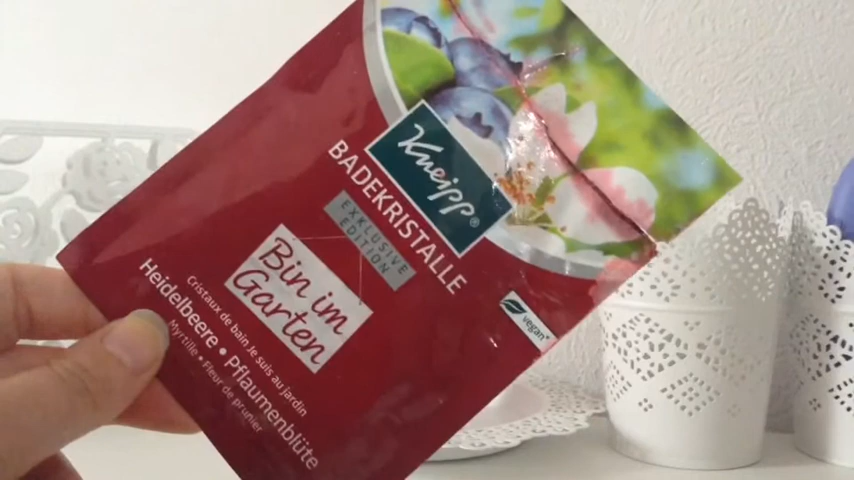 Kneipp®
BADEKRISTALLE
EXKLUSIVE
EDITION
Bin im
Garten
vegan*
Cristaux de bain Je suis au jardin
Heidelbeere • Pflaumenblüte
Myrtille • Fleur de prunier